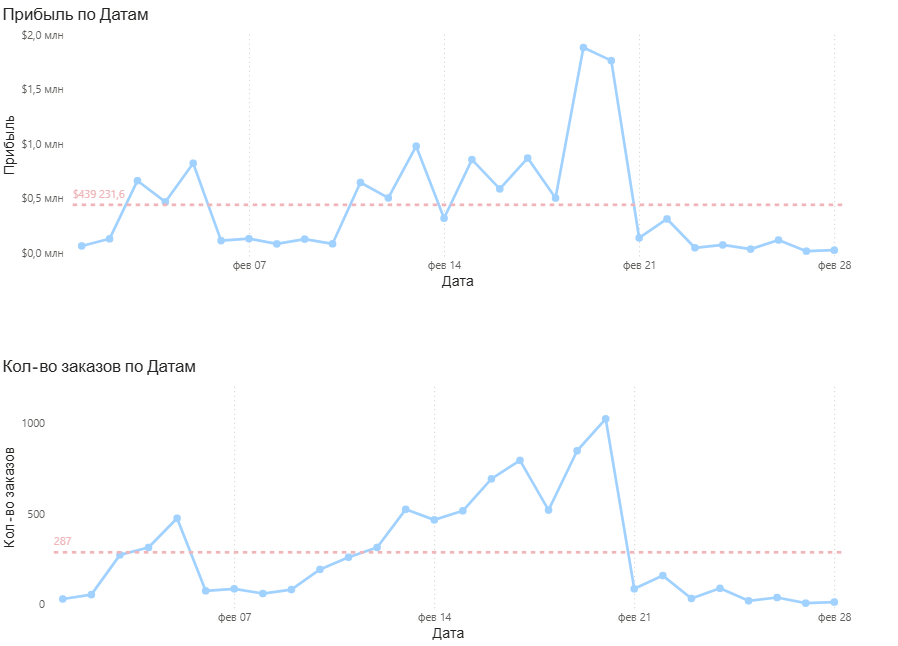 Прибыль по Датам
$2,0 млн
$1,5 млн
$1,0 млн
$0,5 млн
$0,0 млн
$439 231,6
Прибыль
фев 07
фев 14
фев 21
фев 28
Дата
Кол-во заказов по Датам
1000
500
0
287
Кол-во заказов
фев 07
фев 14
фев 21
фев 28
Дата